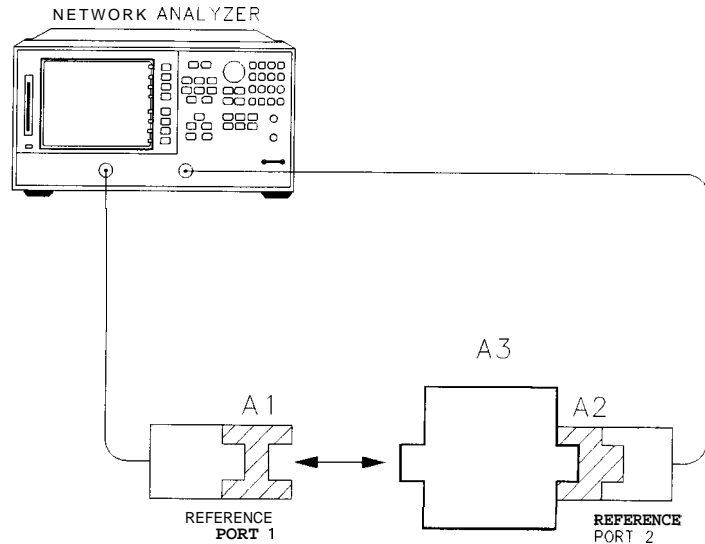 NETWORK ANALYZER
A3
A1
A2
REFERENCE
PORT 1
REFERENCE
PORT 2